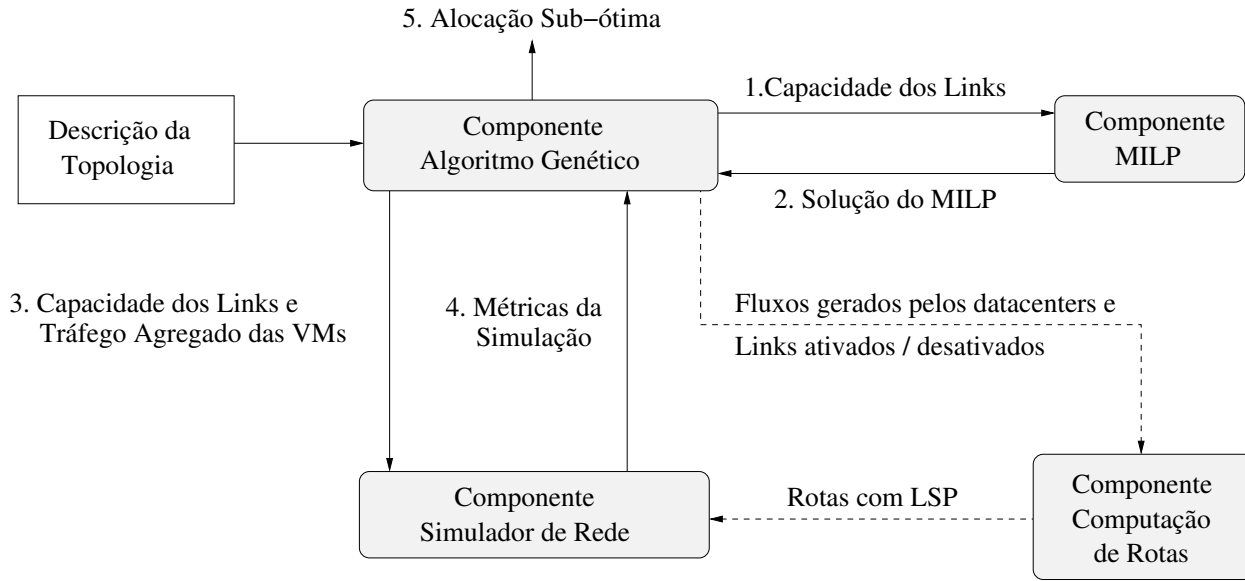 5. Alocação Sub−ótima
1.Capacidade dos Links
Descrição da
Topologia
Componente
Algoritmo Genético
Componente
MILP
2. Solução do MILP
3. Capacidade dos Links e
Tráfego Agregado das VMs
4. Métricas da
Simulação
Fluxos gerados pelos datacenters e
Links ativados / desativados
Componente
Simulador de Rede
Rotas com LSP
Componente
Computação
de Rotas